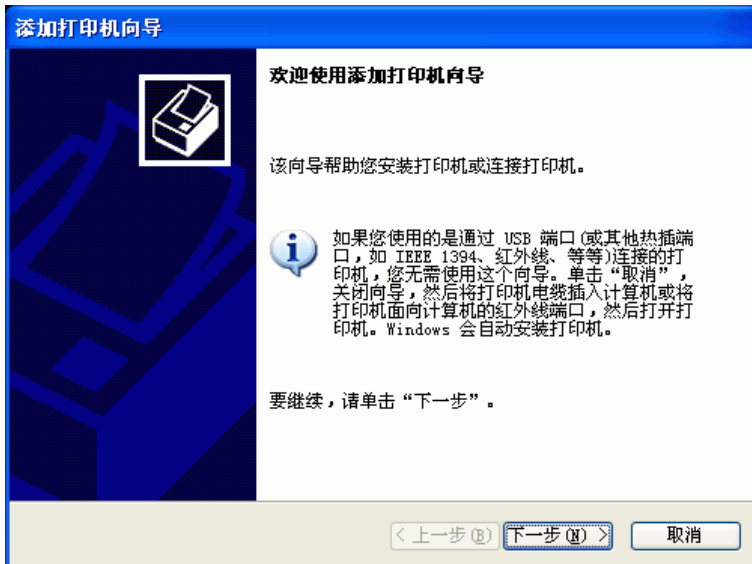 添加打印机向导
欢迎使用添加打印机向导
该向导帮助您安装打印机或连接打印机。
如果您使用的是通过 USB 端口(或其他热插端
口，如 IEEE 1394、红外线、等等)连接的打
印机，您无需使用这个向导。单击“取消”，
关闭向导，然后将打印机电缆插入计算机或将
打印机面向计算机的红外线端口，然后打开打
印机。Windows 会自动安装打印机。
要继续，请单击“下一步”。
< 上一步(B) 下一步(N) > 取消